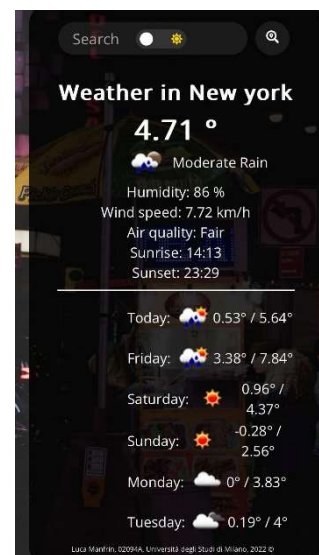 Search
Weather in New york
4.71 °
Moderate Rain
Humidity: 86 %
Wind speed: 7.72 km/h
Air quality: Fair
Sunrise: 14:13
Sunset: 23:29
Today: 0.53° / 5.64°
Friday: 3.38° / 7.84°
Saturday: 0.96° /
4.37°
Sunday: -0.28° /
2.56°
Monday: 0° / 3.83°
Tuesday: 0.19° / 4°
Luca Manfrin, 02094A, Università degli Studi di Milano, 2022 ©